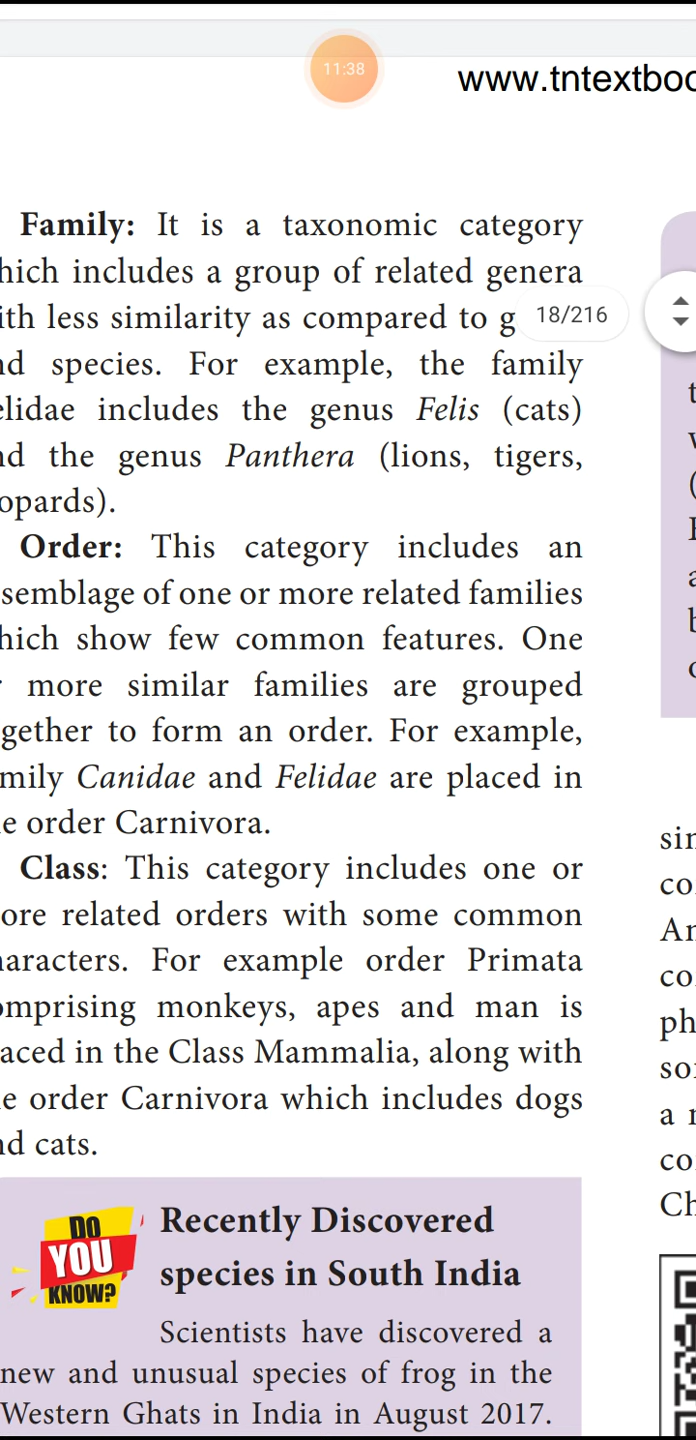 11:38
www.tntextboo
Family: It is a taxonomic category
hich includes a group of related genera
ith less similarity as compared to g
18/216
nd species. For example, the family
elidae includes the genus Felis (cats)
nd the genus Panthera (lions, tigers,
opards).
Order: This category includes an
semblage of one or more related families
hich show few common features. One
r more similar families are grouped
gether to form an order. For example,
mily Canidae and Felidae are placed in
e order Carnivora.
Class: This category includes one or
ore related orders with some common
haracters. For example order Primata
omprising monkeys, apes and man is
aced in the Class Mammalia, along with
e order Carnivora which includes dogs
nd cats.
DO
YOU
KNOW?
Recently Discovered
species in South India
Scientists have discovered a
new and unusual species of frog in the
Western Ghats in India in August 2017.
t
(
a
b
sin
co
An
co
ph
a
co
Ch